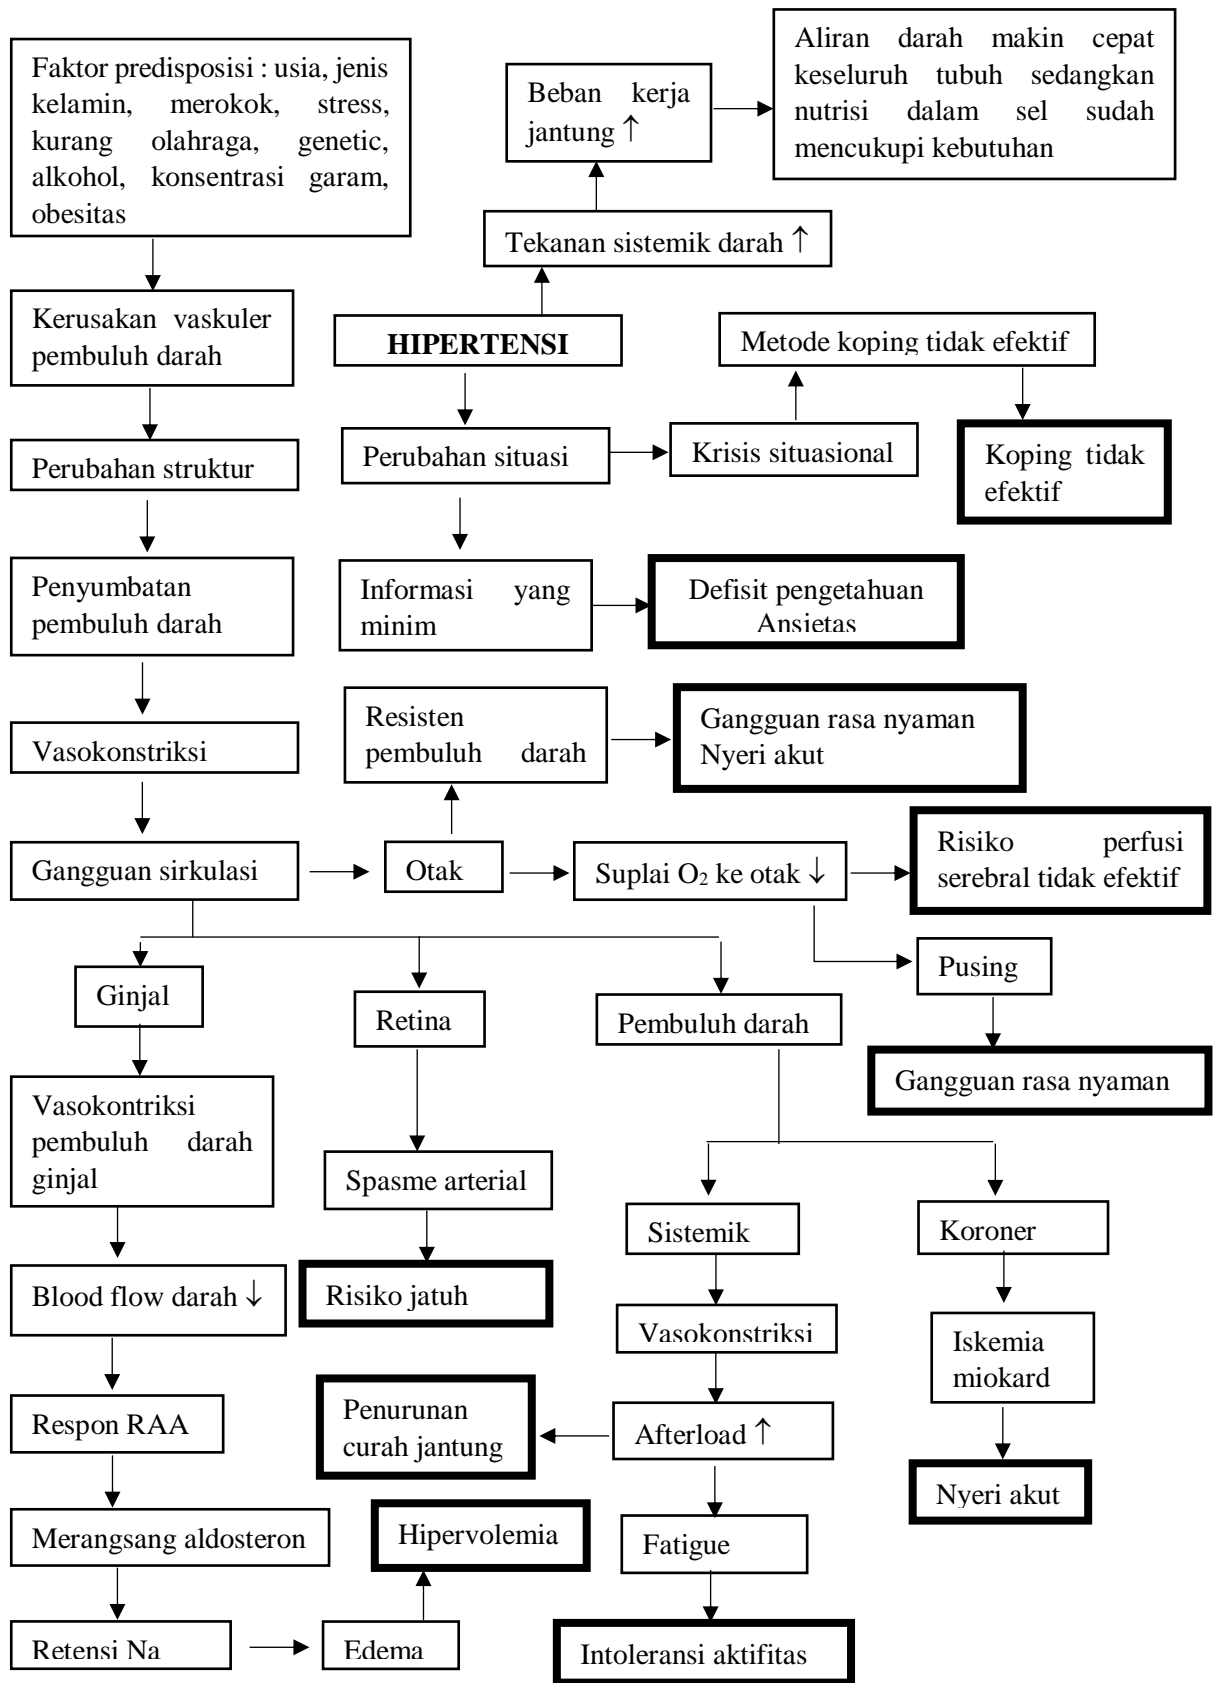 Faktor predisposisi : usia, jenis
kelamin, merokok, stress,
kurang olahraga, genetic,
alkohol, konsentrasi garam,
obesitas
Beban kerja
jantung ↑
Aliran darah makin cepat
keseluruh tubuh sedangkan
nutrisi dalam sel sudah
mencukupi kebutuhan
Tekanan sistemik darah ↑
Kerusakan vaskuler
pembuluh darah
HIPERTENSI
Metode koping tidak efektif
Perubahan struktur
Perubahan situasi
Krisis situasional
Koping tidak
efektif
Penyumbatan
pembuluh darah
Informasi yang
minim
Defisit pengetahuan
Ansietas
Vasokonstriksi
Resisten
pembuluh darah
Gangguan rasa nyaman
Nyeri akut
Gangguan sirkulasi
Otak
Suplai O₂ ke otak ↓
Risiko perfusi
serebral tidak efektif
Pusing
Ginjal
Retina
Pembuluh darah
Gangguan rasa nyaman
Vasokontriksi
pembuluh darah
ginjal
Spasme arterial
Sistemik
Koroner
Blood flow darah ↓
Risiko jatuh
Vasokonstriksi
Iskemia
miokard
Respon RAA
Penurunan
curah jantung
Afterload ↑
Nyeri akut
Merangsang aldosteron
Hipervolemia
Fatigue
Retensi Na
Edema
Intoleransi aktifitas